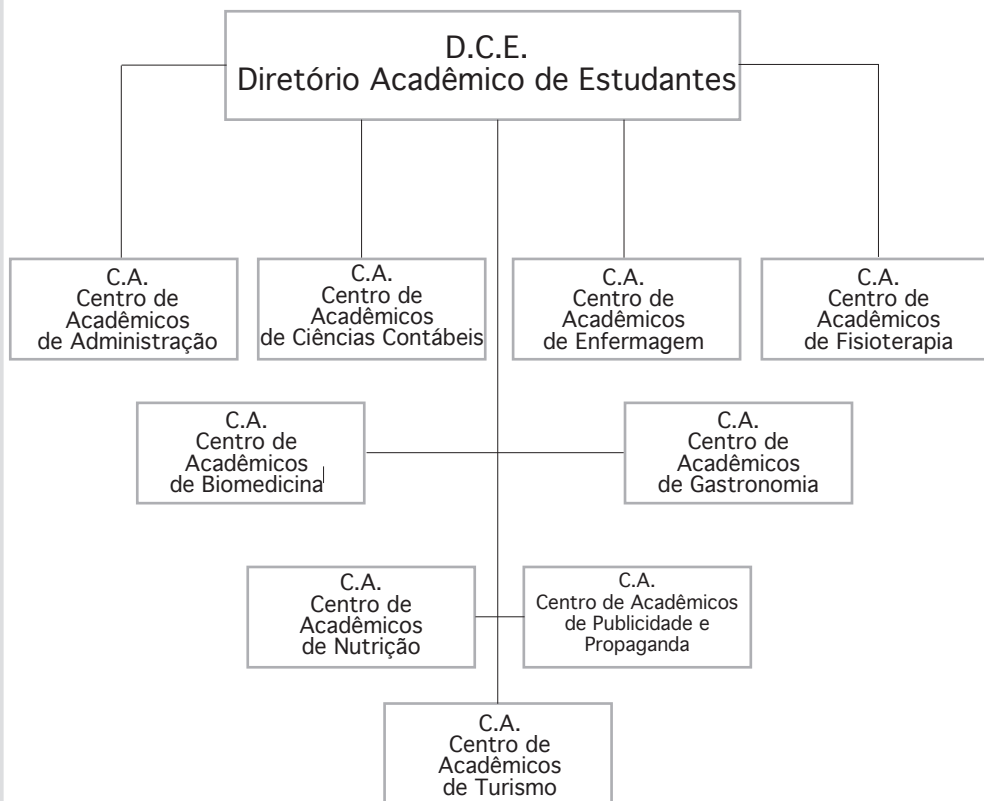 D.C.E.
Diretório Acadêmico de Estudantes
C.A.
Centro de
Acadêmicos
de Administração
C.A.
Centro de
Acadêmicos
de Ciências Contábeis
C.A.
Centro de
Acadêmicos
de Enfermagem
C.A.
Centro de
Acadêmicos
de Fisioterapia
C.A.
Centro de
Acadêmicos
de Biomedicina
C.A.
Centro de
Acadêmicos
de Gastronomia
C.A.
Centro de
Acadêmicos
de Nutrição
C.A.
Centro de Acadêmicos
de Publicidade e
Propaganda
C.A.
Centro de
Acadêmicos
de Turismo